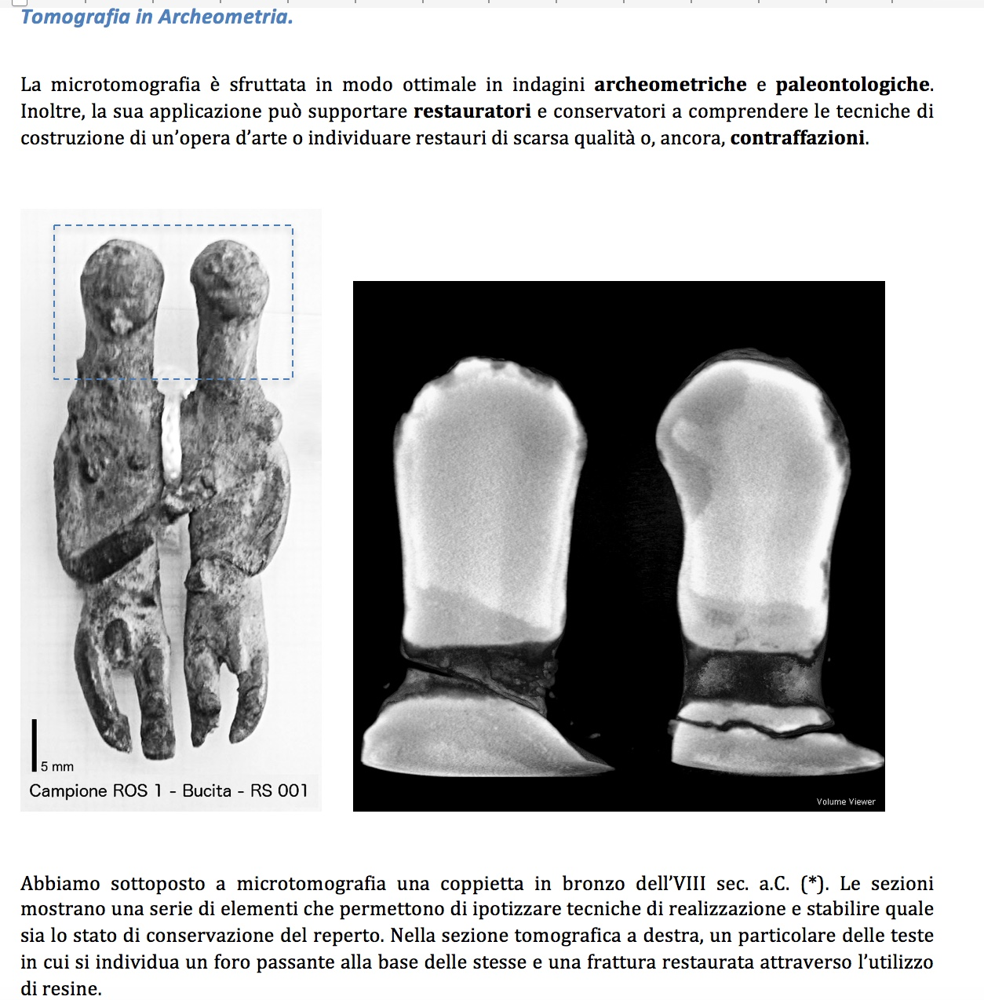 Tomografia in Archeometria.
La microtomografia è sfruttata in modo ottimale in indagini archeometriche e paleontologiche.
Inoltre, la sua applicazione può supportare restauratori e conservatori a comprendere le tecniche di
costruzione di un’opera d’arte o individuare restauri di scarsa qualità o, ancora, contraffazioni.
5 mm
Campione ROS 1 - Bucita - RS 001
Volume Viewer
Abbiamo sottoposto a microtomografia una coppietta in bronzo dell’VIII sec. a.C. (*). Le sezioni
mostrano una serie di elementi che permettono di ipotizzare tecniche di realizzazione e stabilire quale
sia lo stato di conservazione del reperto. Nella sezione tomografica a destra, un particolare delle teste
in cui si individua un foro passante alla base delle stesse e una frattura restaurata attraverso l’utilizzo
di resine.